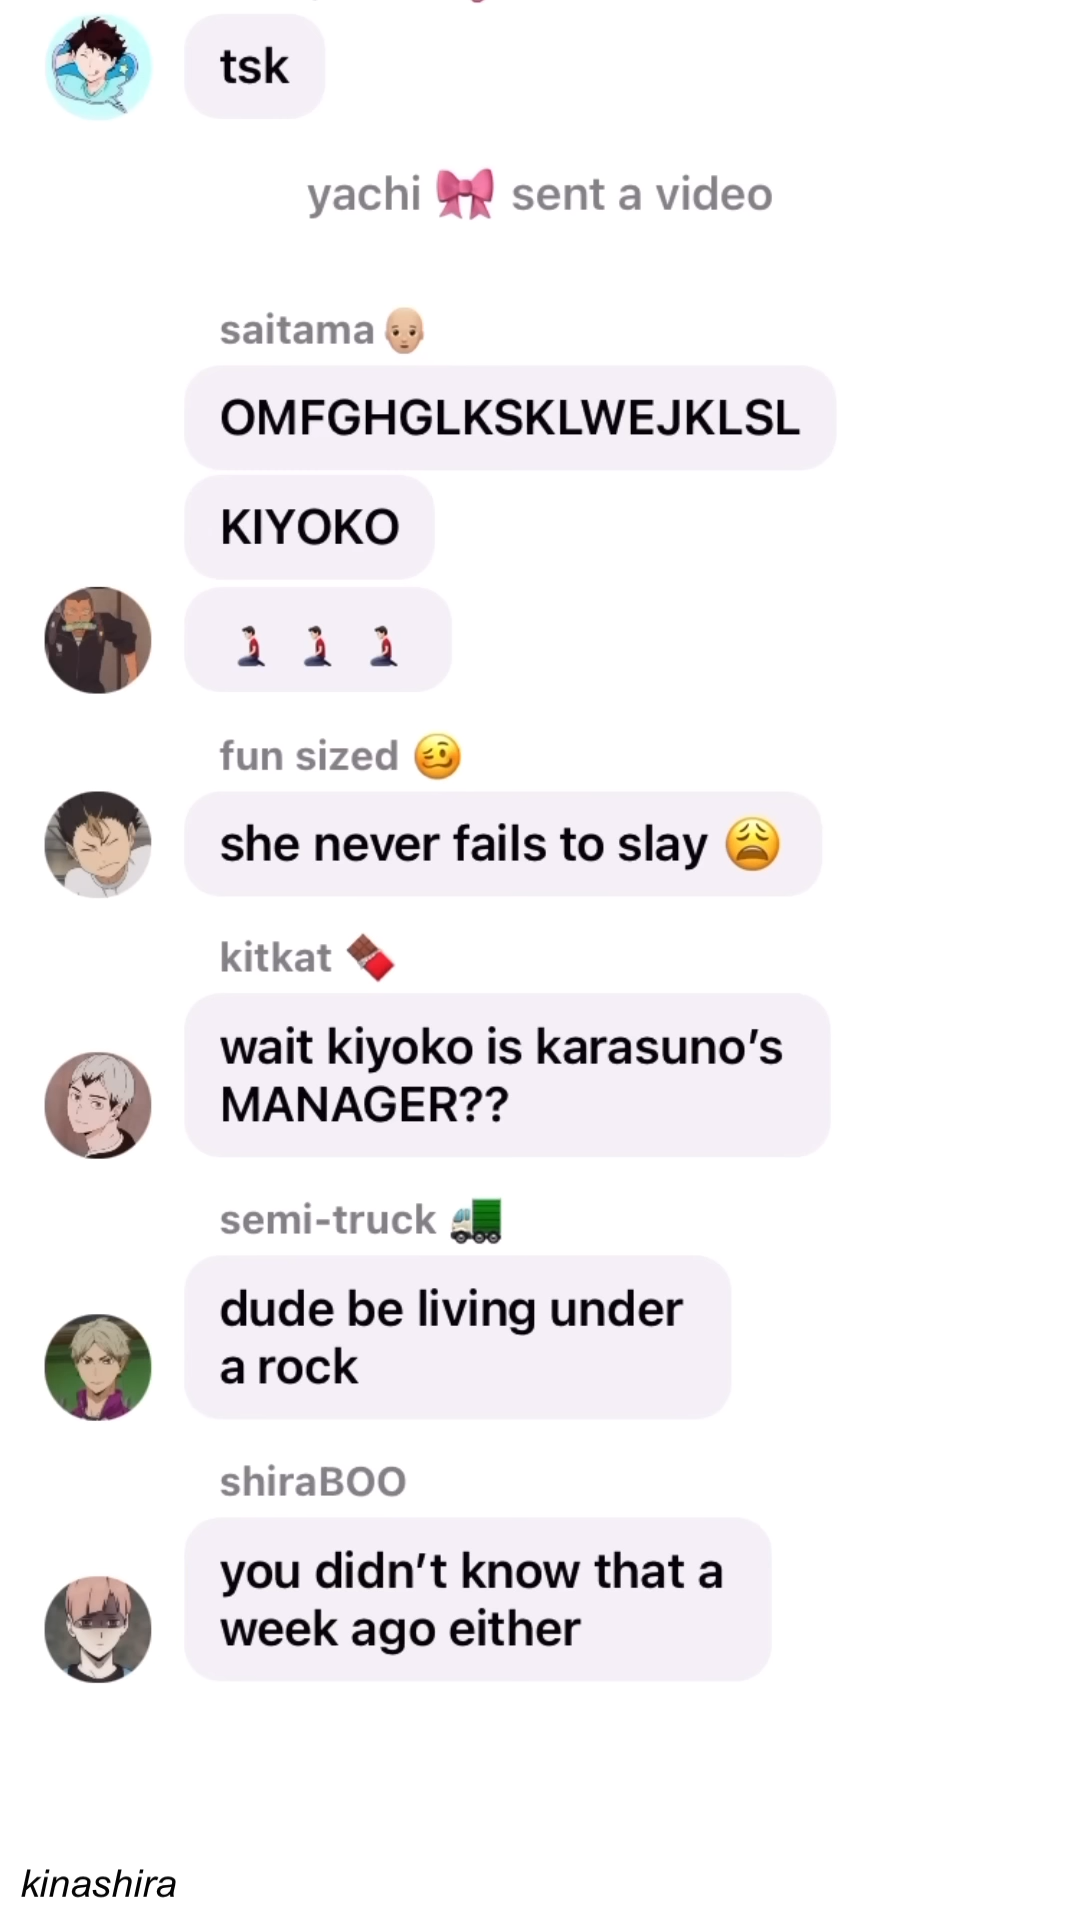 tsk
yachi 🎀 sent a video
saitama👨🏼‍🦲
OMFGHGLKSKLWEJKLSL
KIYOKO
🧎🏻‍♂️ 🧎🏻‍♂️ 🧎🏻‍♂️
fun sized 🥴
she never fails to slay 😩
kitkat 🍫
wait kiyoko is karasuno’s
MANAGER??
semi-truck 🚛
dude be living under
a rock
shiraBOO
you didn’t know that a
week ago either
kinashira